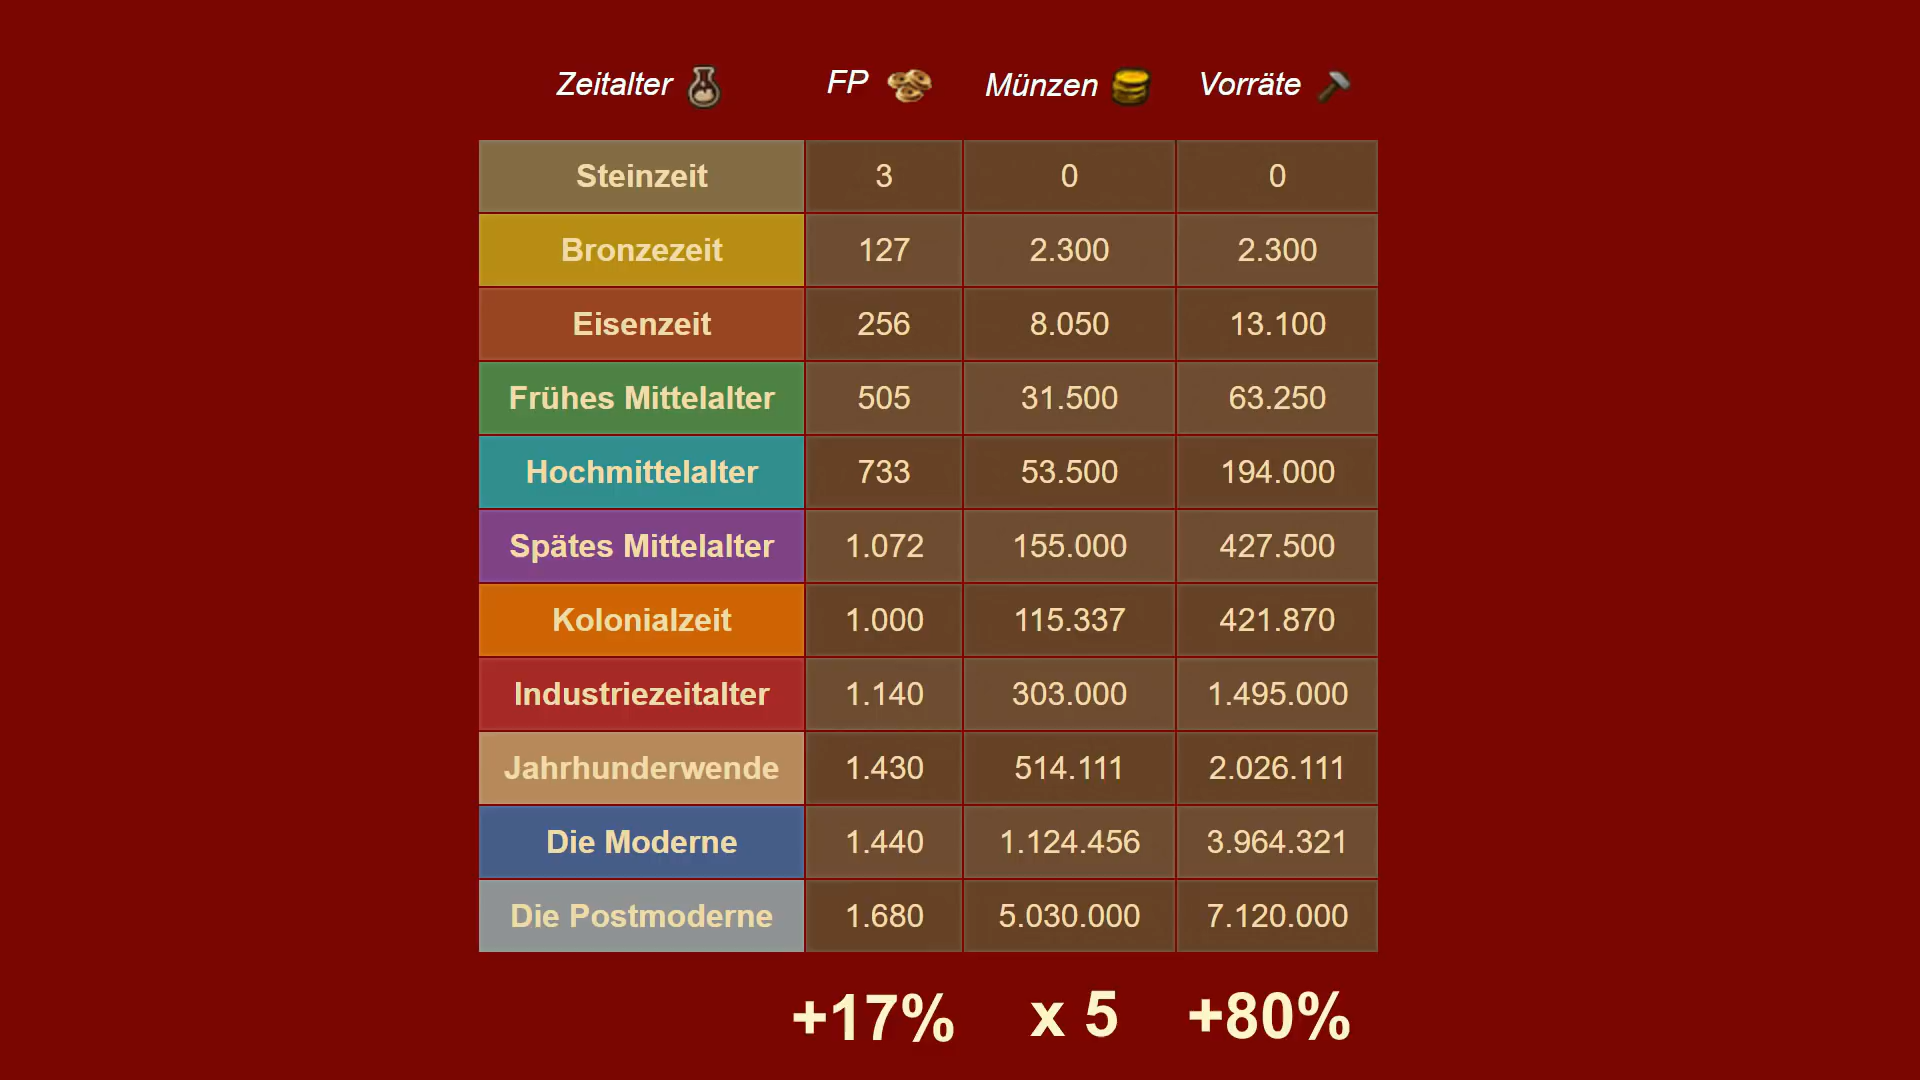 Zeitalter FP Münzen Vorräte
Steinzeit 3 0 0
Bronzezeit 127 2.300 2.300
Eisenzeit 256 8.050 13.100
Frühes Mittelalter 505 31.500 63.250
Hochmittelalter 733 53.500 194.000
Spätes Mittelalter 1.072 155.000 427.500
Kolonialzeit 1.000 115.337 421.870
Industriezeitalter 1.140 303.000 1.495.000
Jahrhunderwende 1.430 514.111 2.026.111
Die Moderne 1.440 1.124.456 3.964.321
Die Postmoderne 1.680 5.030.000 7.120.000
+17% x 5 +80%